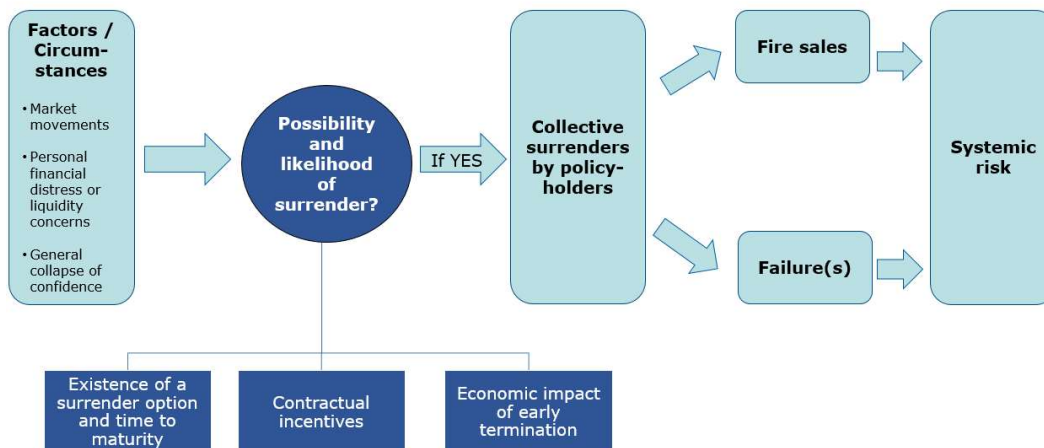 Factors /
Circum-
stances
• Market
movements
• Personal
financial
distress or
liquidity
concerns
• General
collapse of
confidence
Possibility
and
likelihood
of
surrender?
If YES
Collective
surrenders
by policy-
holders
Fire sales
Failure(s)
Systemic
risk
Existence of a
surrender option
and time to
maturity
Contractual
incentives
Economic impact
of early
termination